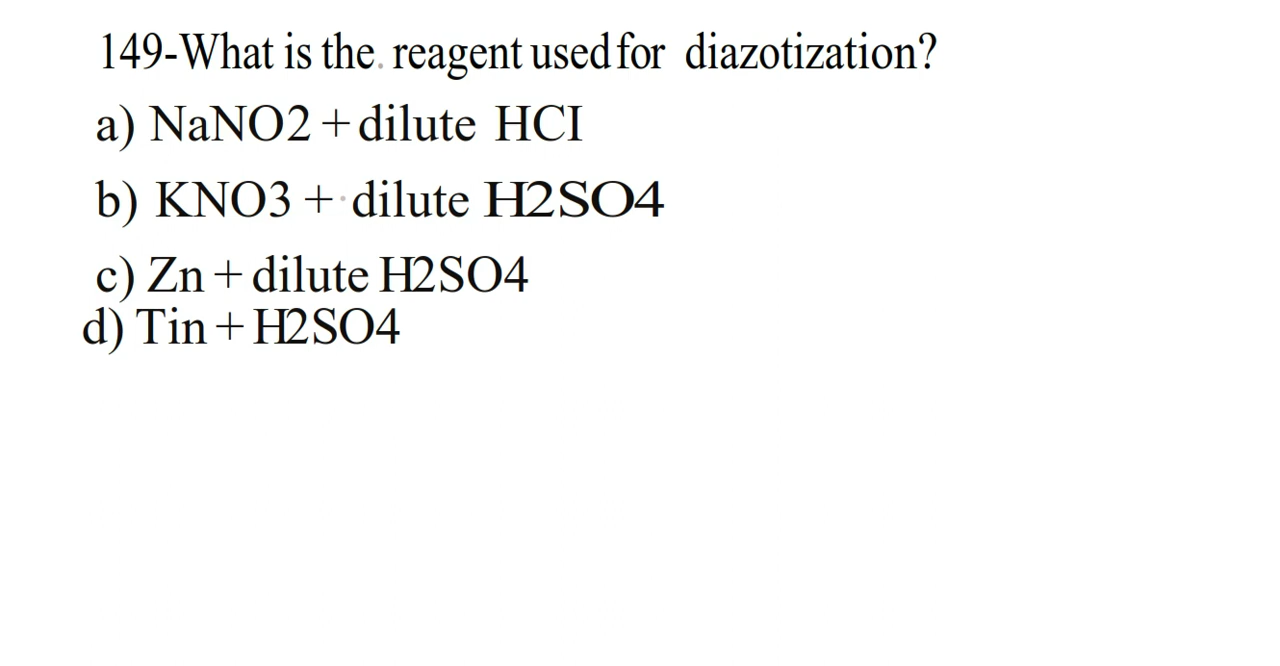 149-What is the. reagent used for diazotization?
a) NaNO2 + dilute HCI
b) KNO3 + dilute H2SO4
c) Zn + dilute H2SO4
d) Tin + H2SO4